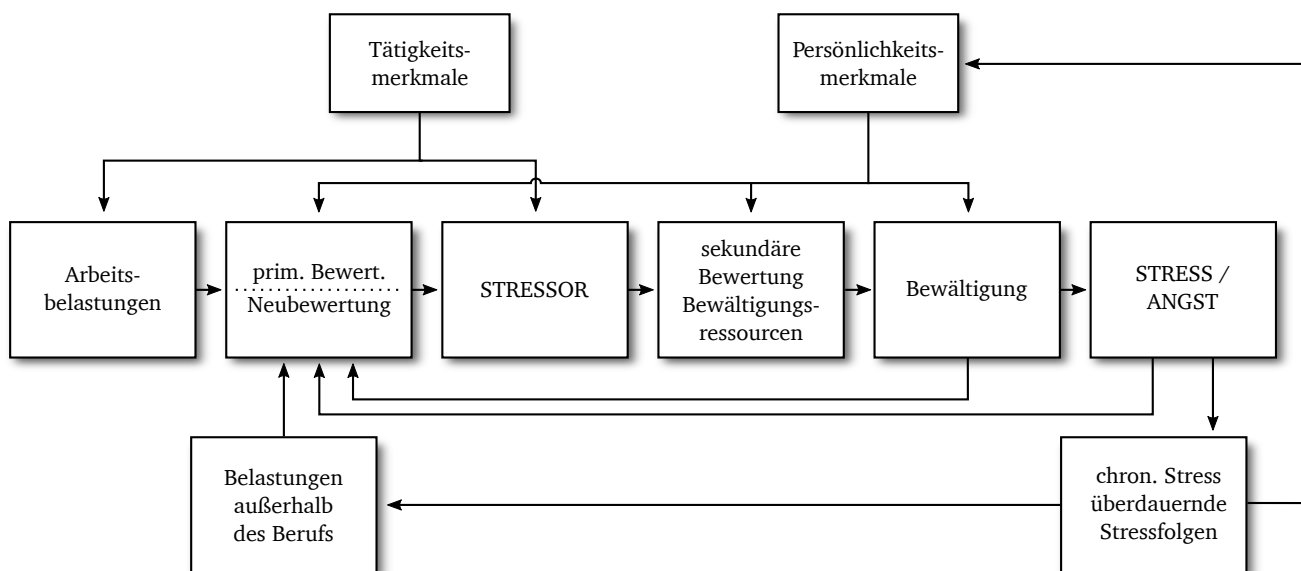 Tätigkeits-
merkmale
Persönlichkeits-
merkmale
Arbeits-
belastungen
prim. Bewert.
Neubewertung
STRESSOR
sekundäre
Bewertung
Bewältigungs-
ressourcen
Bewältigung
STRESS /
ANGST
Belastungen
außerhalb
des Berufs
chron. Stress
überdauernde
Stressfolgen